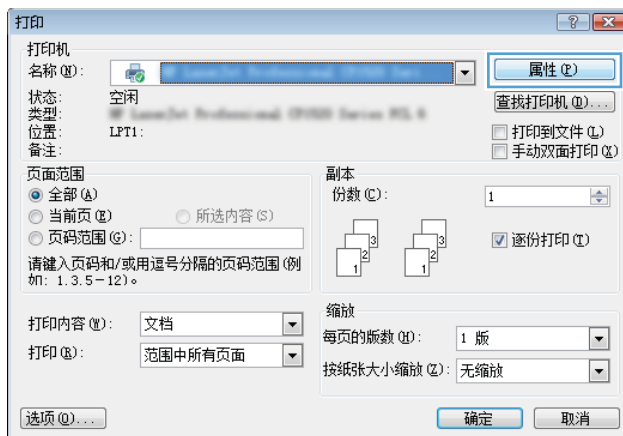 打印
打印机
名称(N):
属性(P)
状态: 空闲
类型:
查找打印机(D)...
位置: LPT1:
打印到文件(L)
备注:
手动双面打印(X)
页面范围
全部(A)
当前页(E) 所选内容(S)
页码范围(G):
请键入页码和/或用逗号分隔的页码范围(例
如: 1.3.5-12)。
副本
份数(C): 1
逐份打印(T)
3 3
2 2
1 1
打印内容(W): 文档
打印(R): 范围中所有页面
缩放
每页的版数(H): 1 版
按纸张大小缩放(Z): 无缩放
选项(O)...
确定 取消